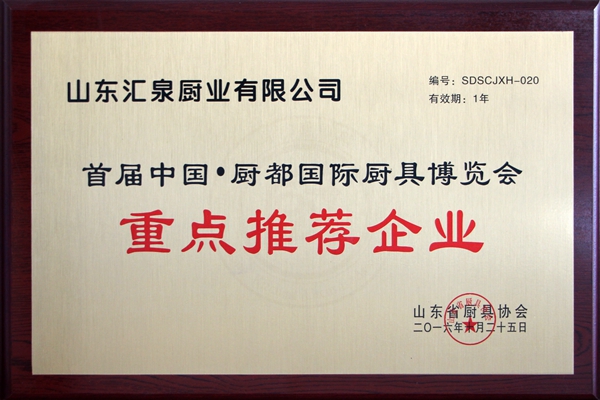 山东汇泉厨业有限公司
编号：SDSCJXH-020
有效期：1年
首届中国·厨都国际厨具博览会
重点推荐企业
山东省厨具协会
二〇一六年 月二十五日